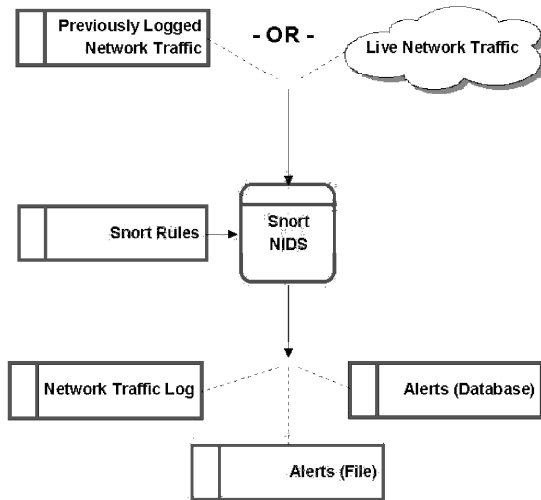 Previously Logged
Network Traffic
- OR -
Live Network Traffic
Snort Rules
Snort
NIDS
Network Traffic Log
Alerts (Database)
Alerts (File)